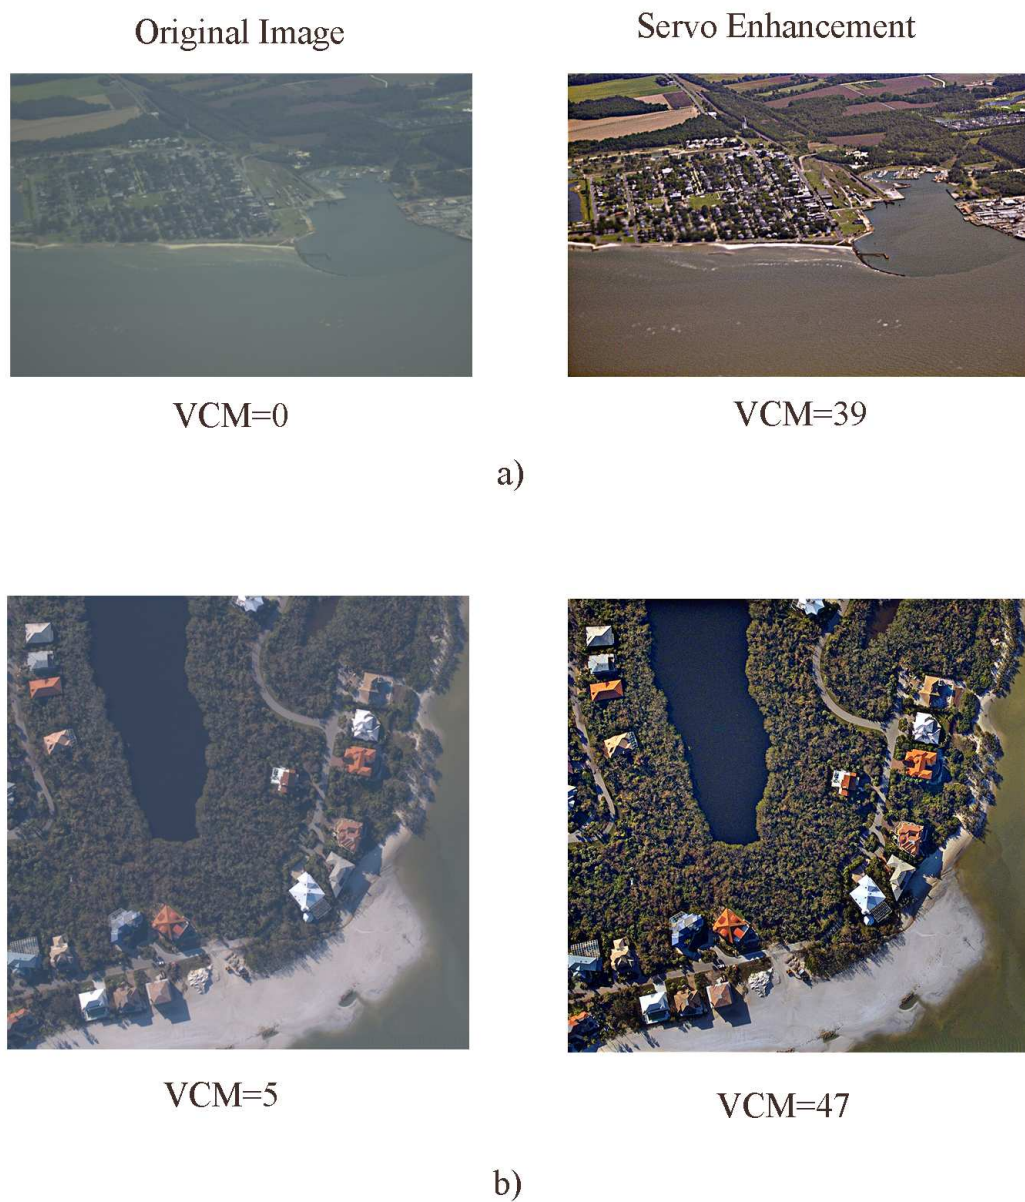 Original Image
Servo Enhancement
VCM=0
VCM=39
a)
VCM=5
VCM=47
b)